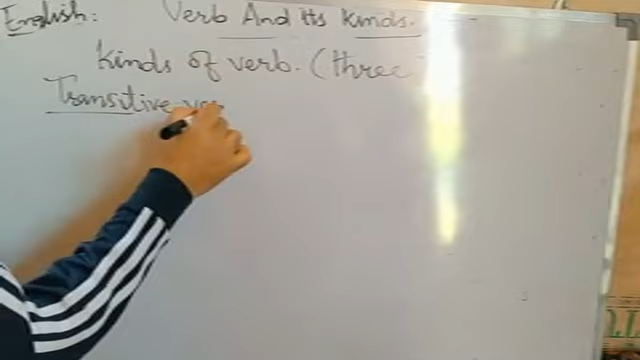 English: Verb And its kinds.
Kinds of verb. (three
Transitive